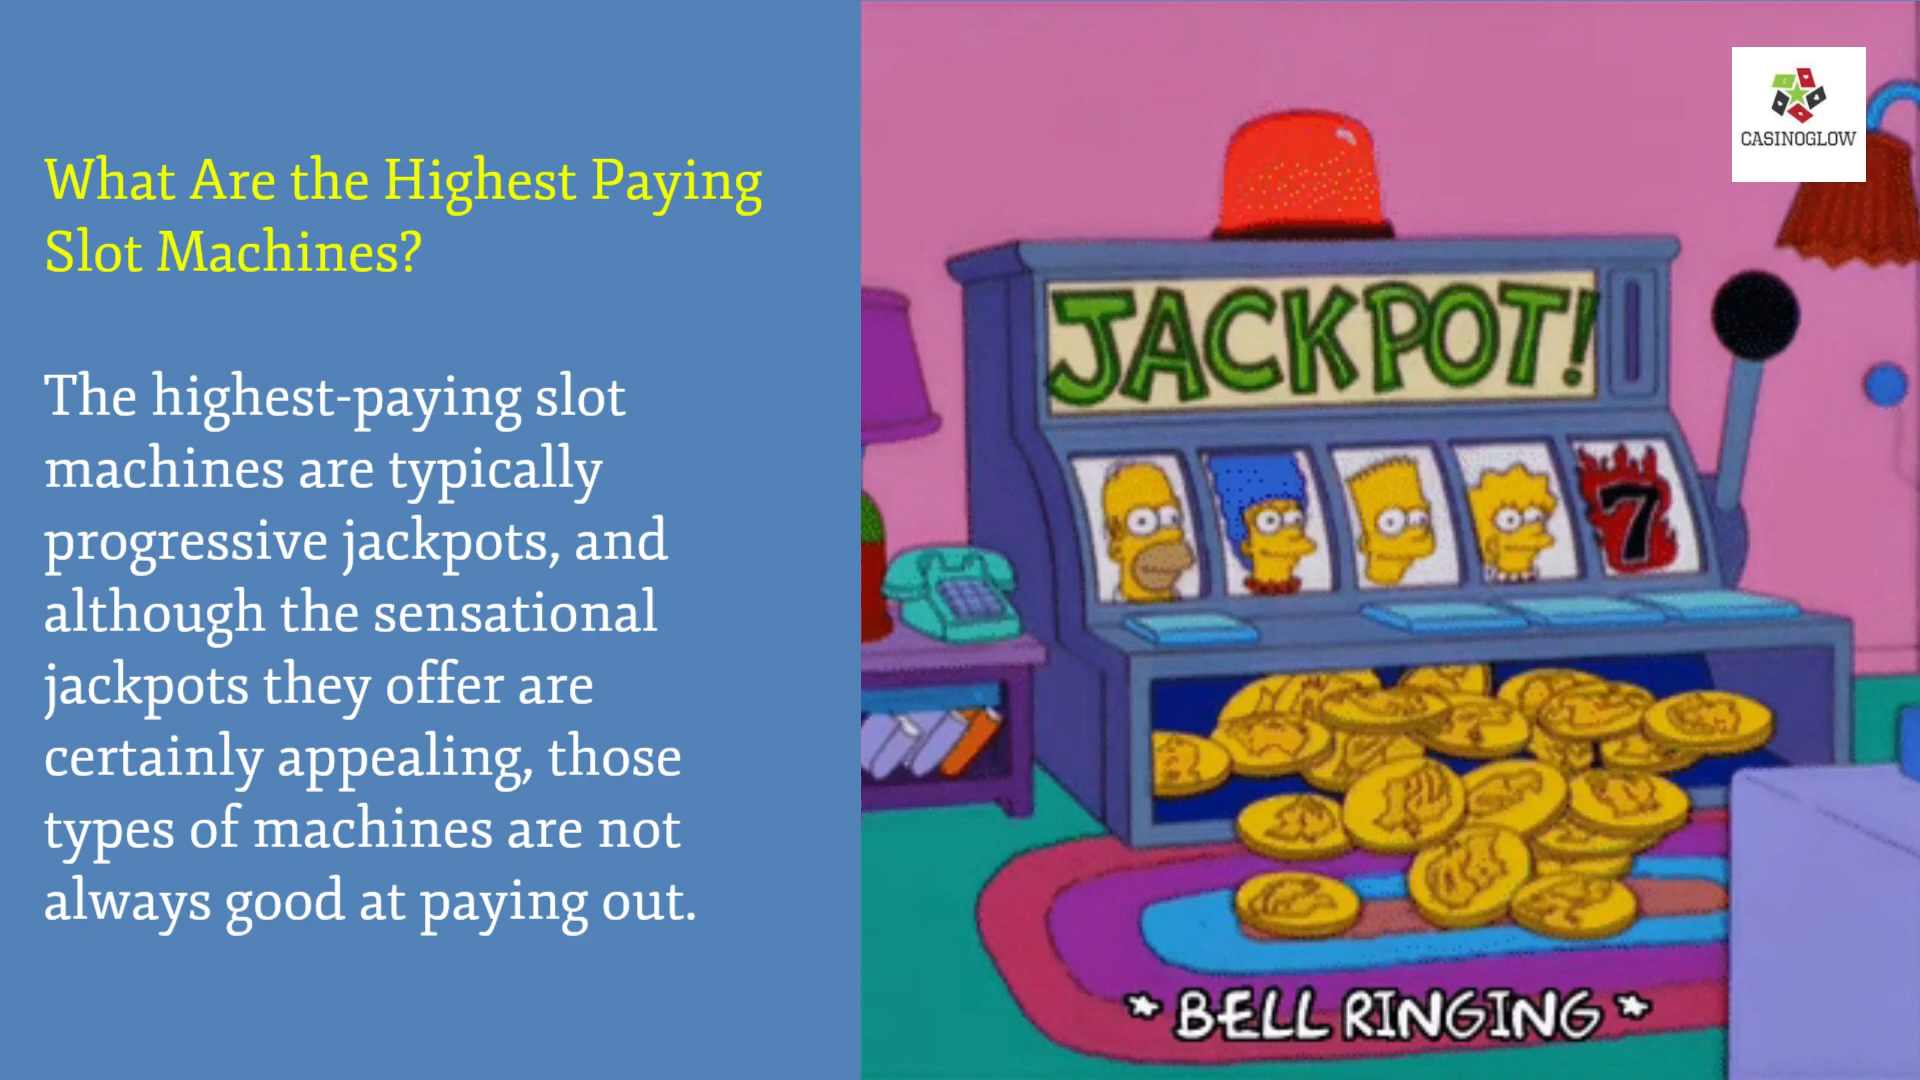 What Are the Highest Paying
Slot Machines?
The highest-paying slot
machines are typically
progressive jackpots, and
although the sensational
jackpots they offer are
certainly appealing, those
types of machines are not
always good at paying out.
CASINOGLOW
JACKPOT!
7
* BELL RINGING *